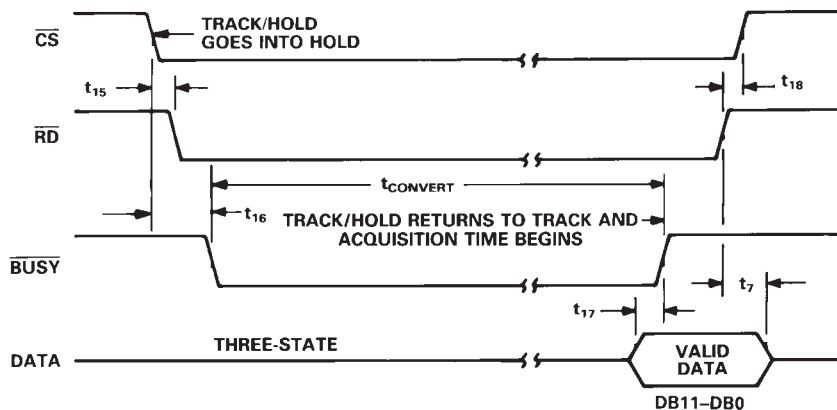 TRACK/HOLD
GOES INTO HOLD
CS
t15
t18
RD
tCONVERT
t16
TRACK/HOLD RETURNS TO TRACK AND
ACQUISITION TIME BEGINS
BUSY
t17
t7
THREE-STATE
DATA
VALID
DATA
DB11–DB0